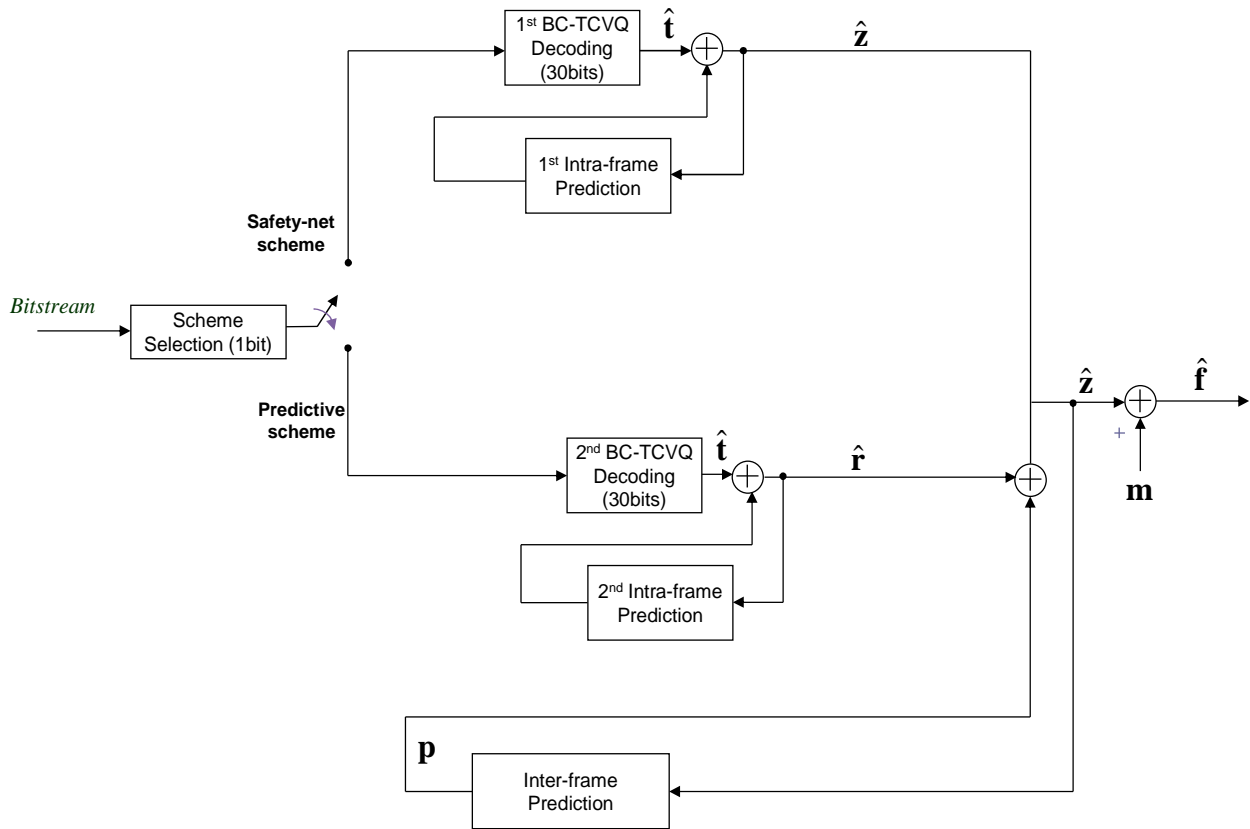 1st BC-TCVQ
Decoding
(30bits)
t̂
ẑ
1st Intra-frame
Prediction
Safety-net
scheme
Bitstream
Scheme
Selection (1bit)
Predictive
scheme
2nd BC-TCVQ
Decoding
(30bits)
t̂
r̂
ẑ
f̂
+
m
2nd Intra-frame
Prediction
p
Inter-frame
Prediction